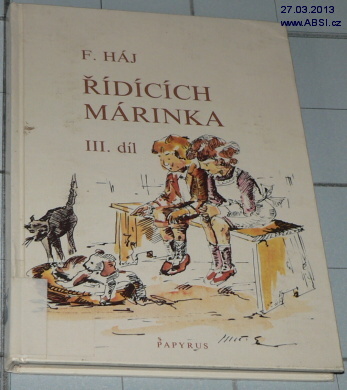 27.03.2013
www.ABSI.cz
F. HÁJ
ŘÍDÍCÍCH
MÁRINKA
III. díl
PAPYRUS